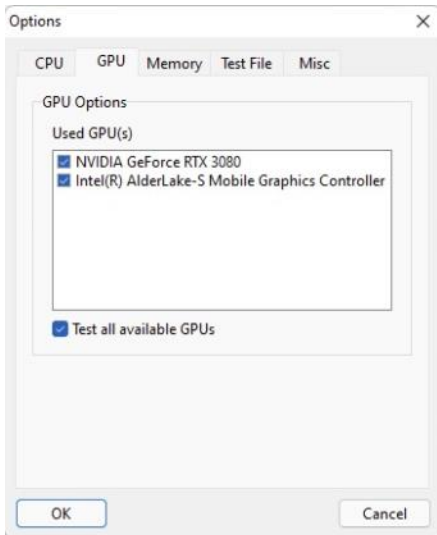 Options
CPU GPU Memory Test File Misc
GPU Options
Used GPU(s)
NVIDIA GeForce RTX 3080
Intel(R) AlderLake-S Mobile Graphics Controller
Test all available GPUs
OK Cancel